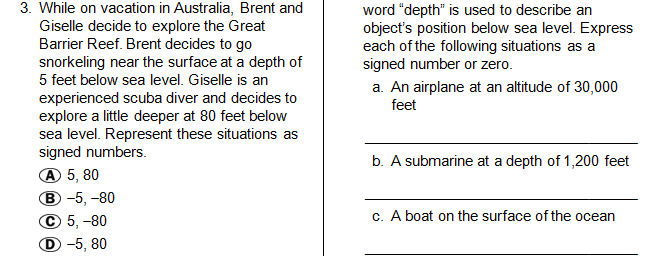 3. While on vacation in Australia, Brent and
Giselle decide to explore the Great
Barrier Reef. Brent decides to go
snorkeling near the surface at a depth of
5 feet below sea level. Giselle is an
experienced scuba diver and decides to
explore a little deeper at 80 feet below
sea level. Represent these situations as
signed numbers.
Ⓐ 5, 80
Ⓑ –5, –80
Ⓒ 5, –80
Ⓓ –5, 80
word “depth” is used to describe an
object's position below sea level. Express
each of the following situations as a
signed number or zero.
a. An airplane at an altitude of 30,000
feet
b. A submarine at a depth of 1,200 feet
c. A boat on the surface of the ocean